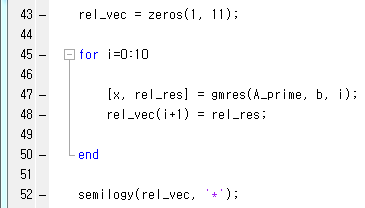 43 – rel_vec = zeros(1, 11);
44
45 – for i=0:10
46
47 – [x, rel_res] = gmres(A_prime, b, i);
48 – rel_vec(i+1) = rel_res;
49
50 – end
51
52 – semilogy(rel_vec, '*');